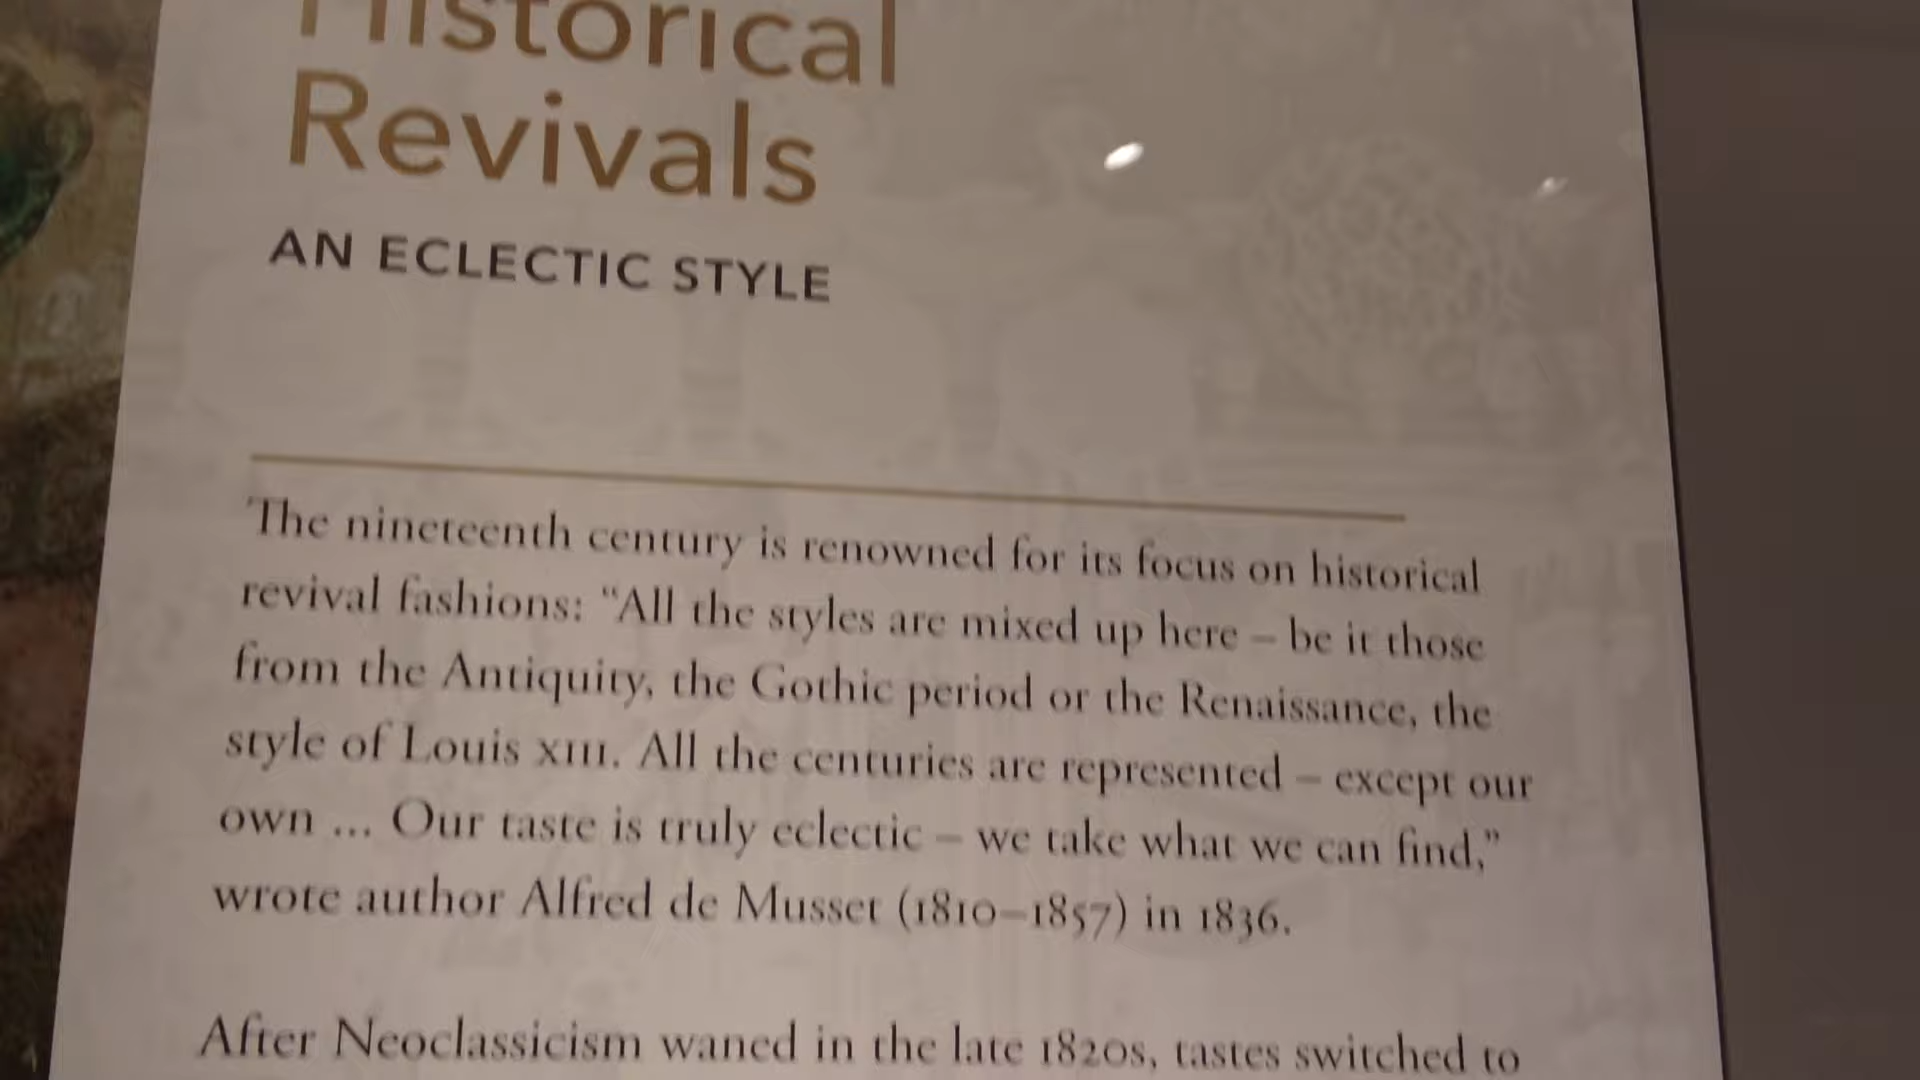 Historical
Revivals
AN ECLECTIC STYLE
The nineteenth century is renowned for its focus on historical
revival fashions: “All the styles are mixed up here – be it those
from the Antiquity, the Gothic period or the Renaissance, the
style of Louis XIII. All the centuries are represented – except our
own ... Our taste is truly eclectic – we take what we can find,”
wrote author Alfred de Musset (1810–1857) in 1836.
After Neoclassicism waned in the late 1820s, tastes switched to